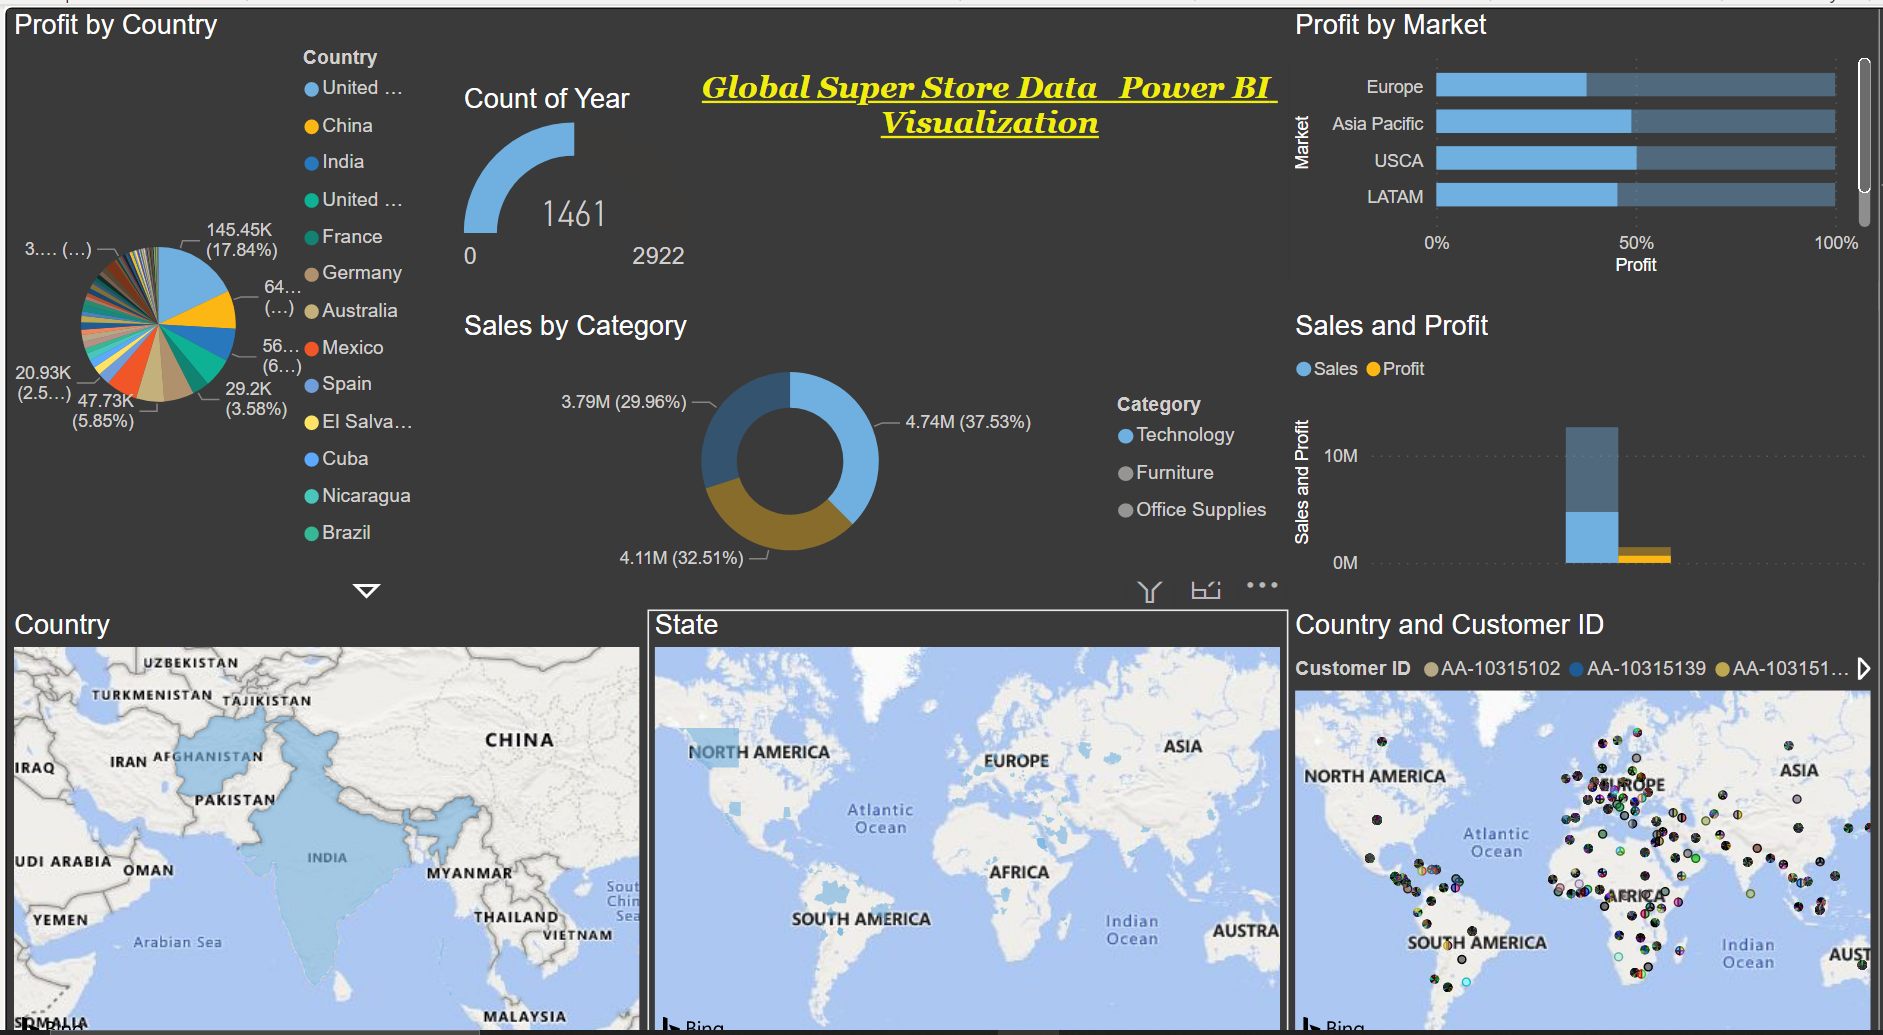 Profit by Country
Country
United ...
China
India
United ...
France
Germany
Australia
Mexico
Spain
El Salva...
Cuba
Nicaragua
Brazil
145.45K
(17.84%)
64...
(...)
56...
(6...)
29.2K
(3.58%)
47.73K
(5.85%)
20.93K
(2.5...)
3.... (...)
Count of Year
1461
0
2922
Global Super Store Data Power BI
Visualization
Profit by Market
Market
Europe
Asia Pacific
USCA
LATAM
0%
50%
100%
Profit
Sales by Category
3.79M (29.96%)
4.74M (37.53%)
4.11M (32.51%)
Category
Technology
Furniture
Office Supplies
Sales and Profit
Sales
Profit
Sales and Profit
10M
0M
Country
UZBEKISTAN
TURKMENISTAN
TAJIKISTAN
CHINA
IRAN
AFGHANISTAN
IRAQ
PAKISTAN
UDI ARABIA
OMAN
INDIA
MYANMAR
YEMEN
Arabian Sea
THAILAND
VIETNAM
Sout
Chin
Sea
SOMALIA
MALAYSIA
Bing
State
NORTH AMERICA
EUROPE
ASIA
Atlantic
Ocean
AFRICA
SOUTH AMERICA
Indian
Ocean
AUSTRA
Bing
Country and Customer ID
Customer ID
AA-10315102
AA-10315139
AA-103151...
NORTH AMERICA
EUROPE
ASIA
Atlantic
Ocean
AFRICA
SOUTH AMERICA
Indian
Ocean
AUST
Bing